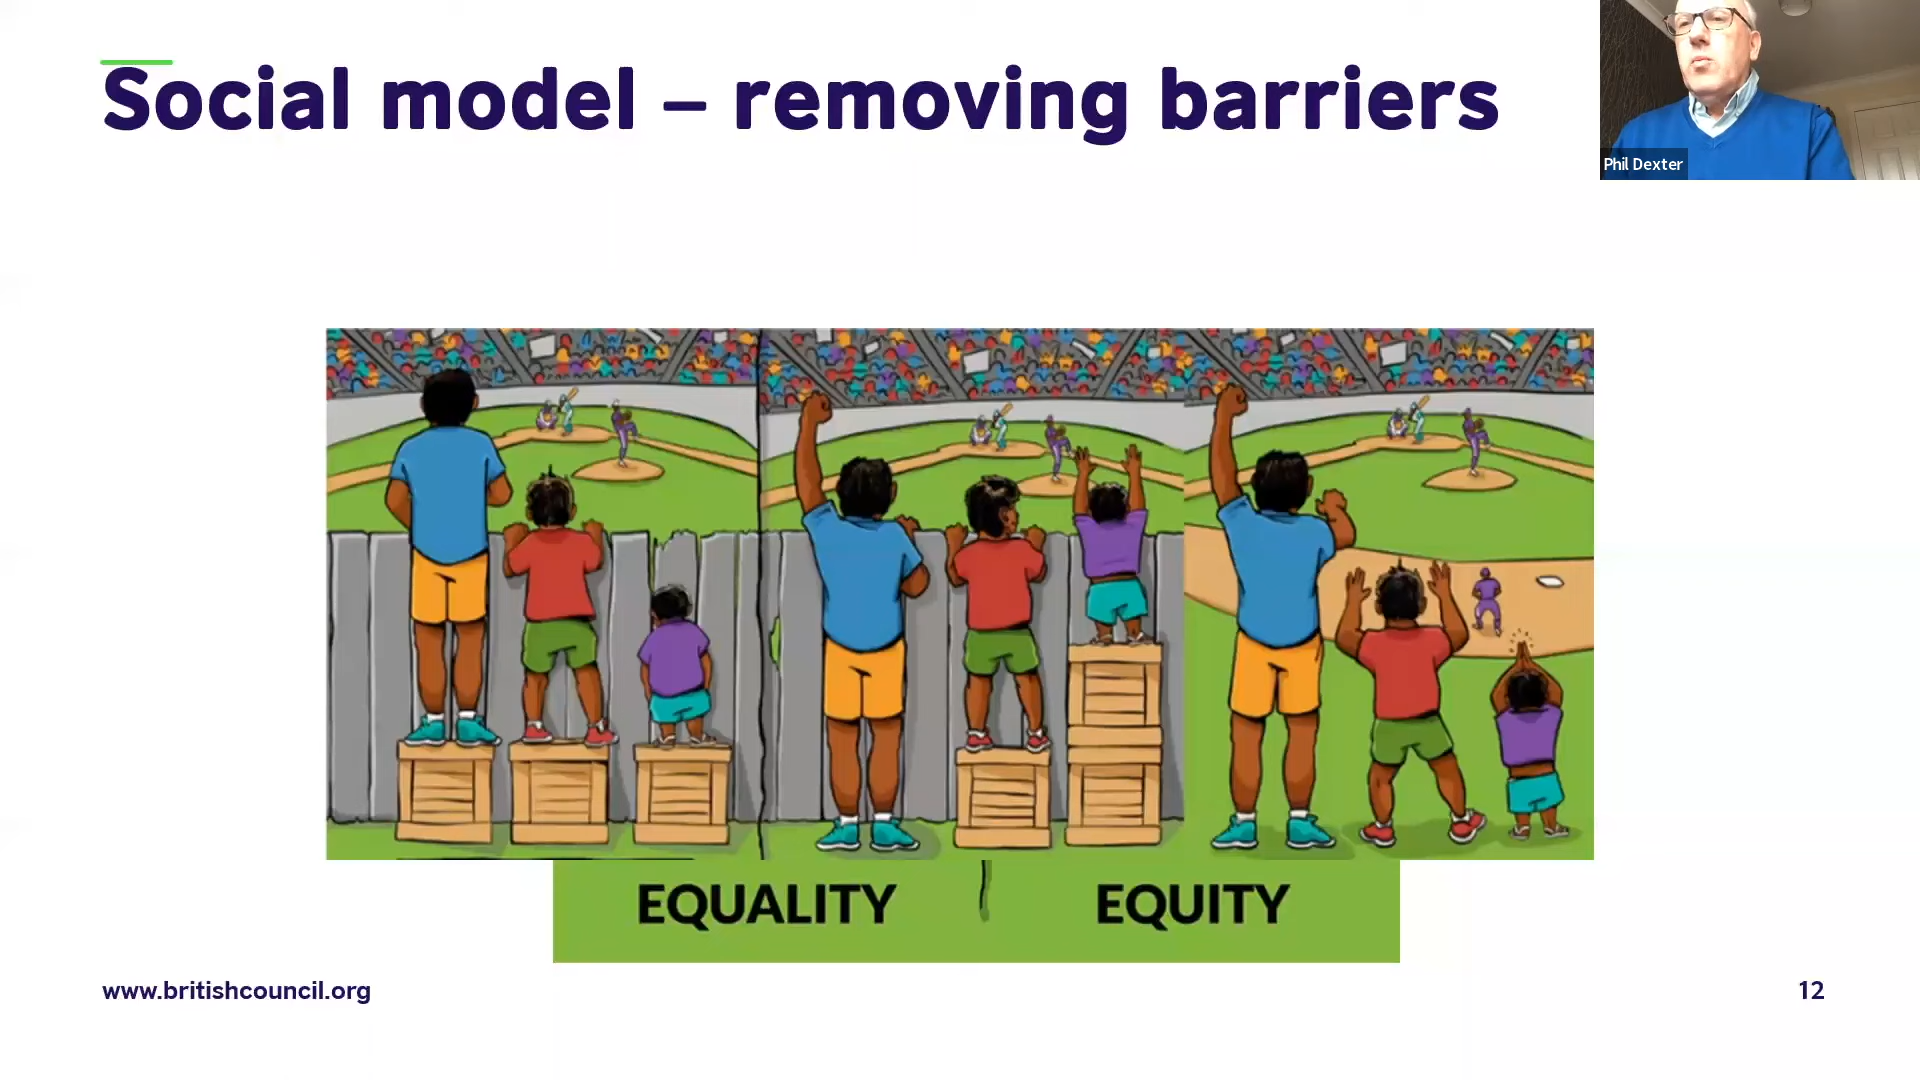 Social model – removing barriers
Phil Dexter
EQUALITY
EQUITY
www.britishcouncil.org
12